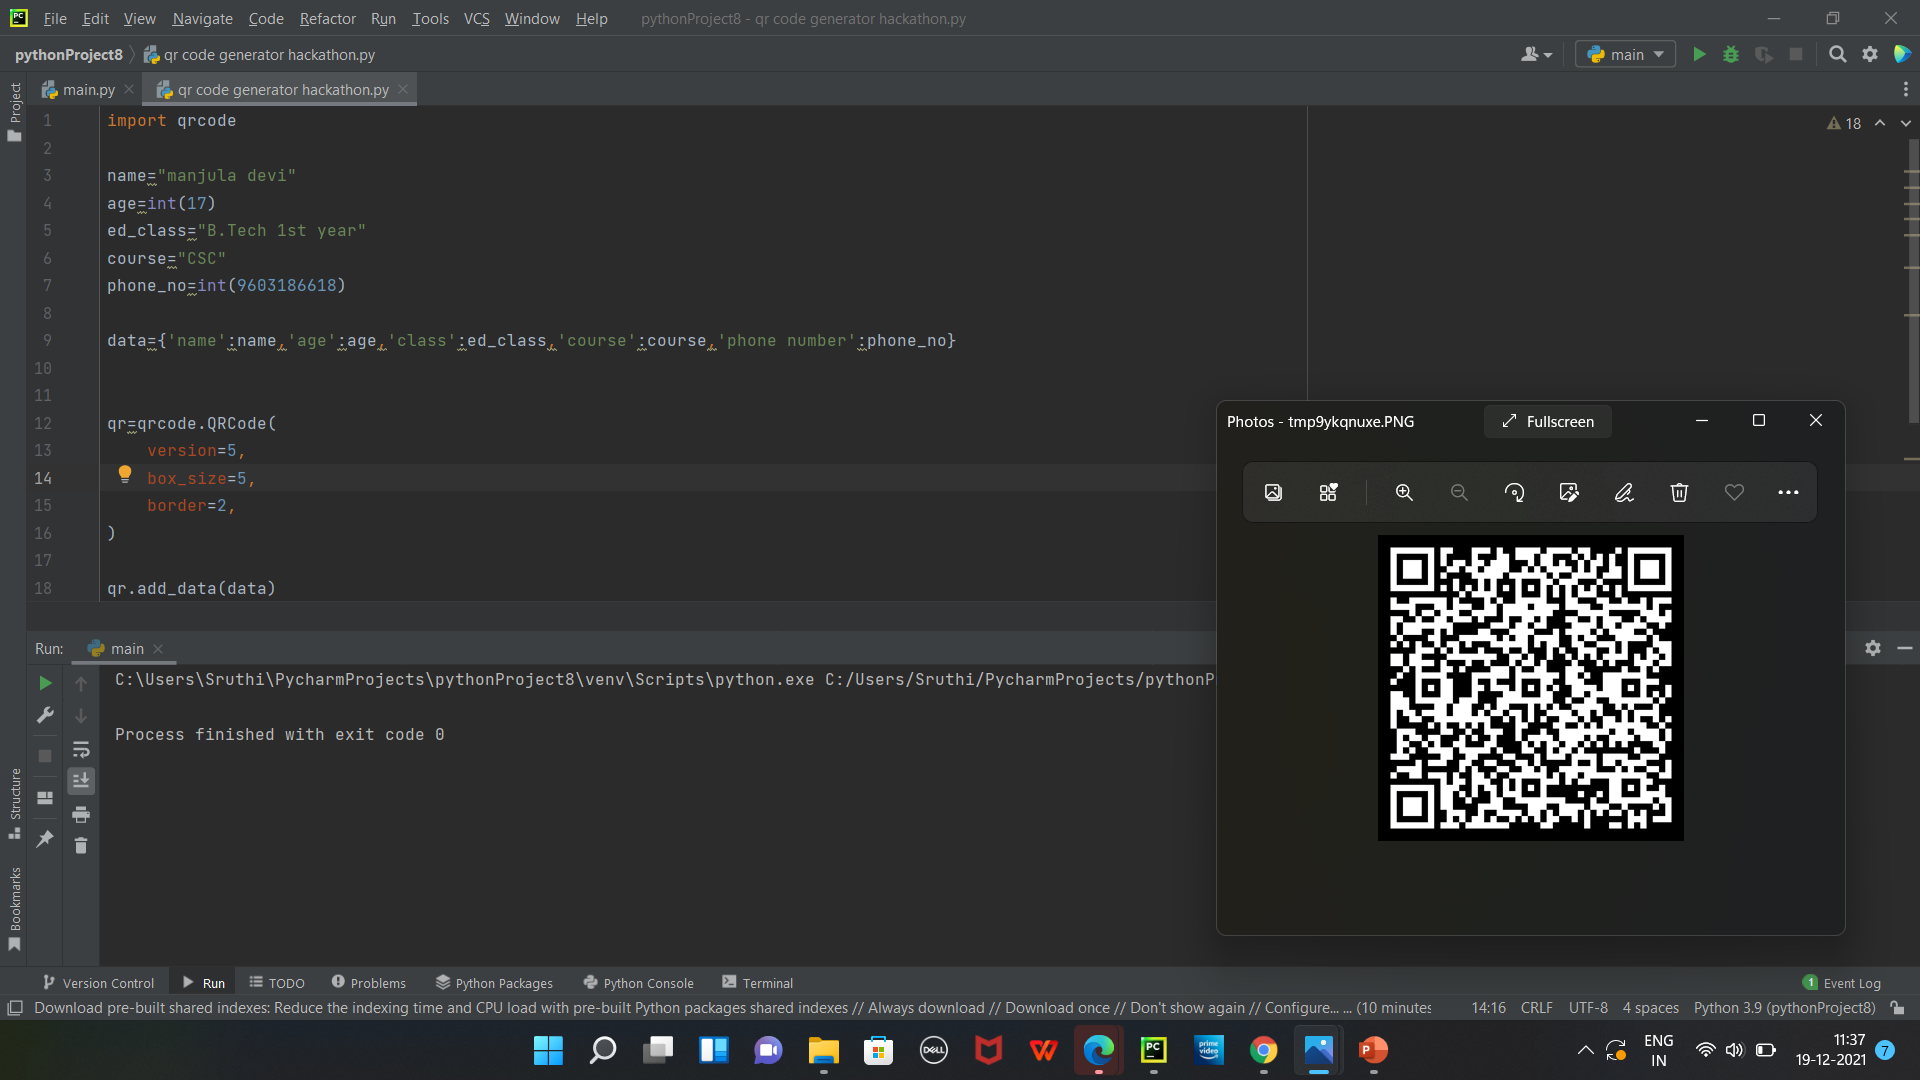 File Edit View Navigate Code Refactor Run Tools VCS Window Help pythonProject8 - qr code generator hackathon.py
pythonProject8 qr code generator hackathon.py main
Project
main.py qr code generator hackathon.py
18
1 import qrcode
2
3 name="manjula devi"
4 age=int(17)
5 ed_class="B.Tech 1st year"
6 course="CSC"
7 phone_no=int(9603186618)
8
9 data={'name':name,'age':age,'class':ed_class,'course':course,'phone number':phone_no}
10
11
12 qr=qrcode.QRCode(
13 version=5,
14 box_size=5,
15 border=2,
16 )
17
18 qr.add_data(data)
Photos - tmp9ykqnuxe.PNG Fullscreen
Run: main
C:\Users\Sruthi\PycharmProjects\pythonProject8\venv\Scripts\python.exe C:/Users/Sruthi/PycharmProjects/pythonP
Process finished with exit code 0
Structure
Bookmarks
Version Control Run TODO Problems Python Packages Python Console Terminal 1 Event Log
Download pre-built shared indexes: Reduce the indexing time and CPU load with pre-built Python packages shared indexes // Always download // Download once // Don't show again // Configure... ... (10 minutes 14:16 CRLF UTF-8 4 spaces Python 3.9 (pythonProject8)
DELL
PC
prime video
ENG
IN
11:37
19-12-2021
7